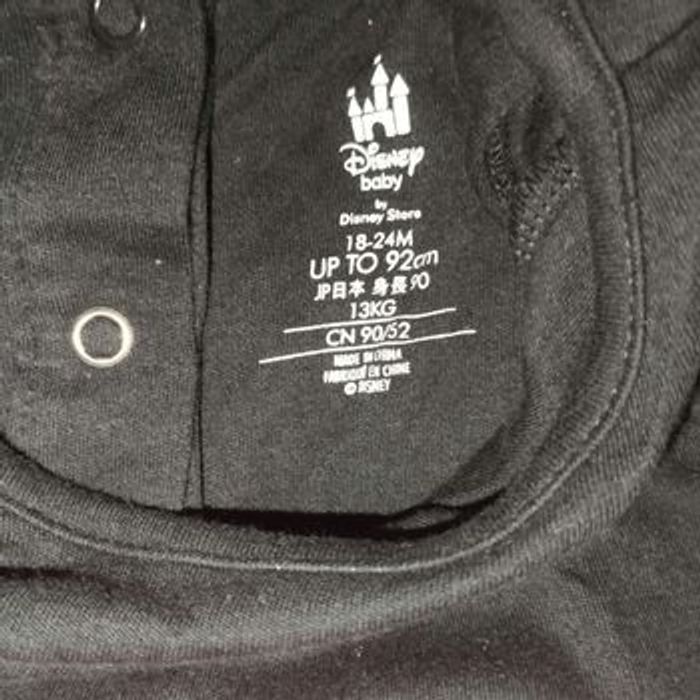 Disney
baby
by
Disney Store
18-24M
UP TO 92cm
JP日本 身長90
13KG
CN 90/52
MADE IN CHINA
FABRIQUÉ EN CHINE
© DISNEY